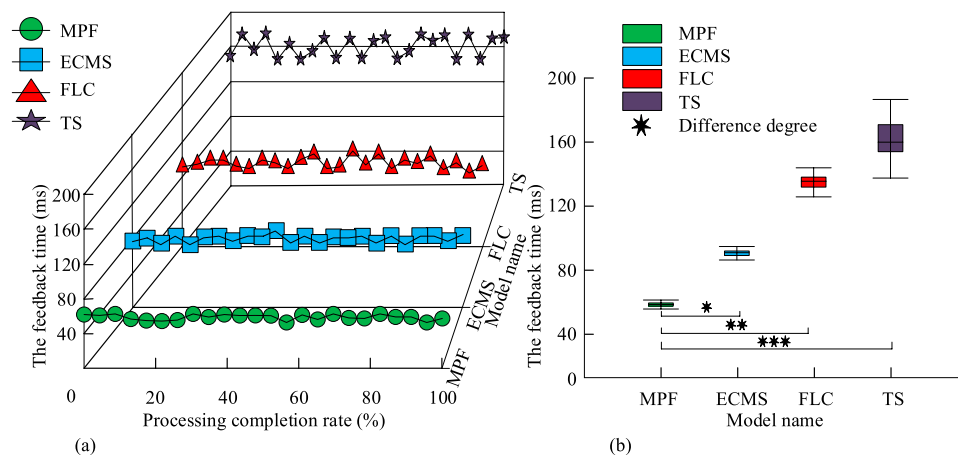 MPF
ECMS
FLC
TS
The feedback time (ms)
200
160
120
80
40
0
20
40
60
80
100
Processing completion rate (%)
MPF
ECMS
FLC
TS
Model name
(a)
MPF
ECMS
FLC
TS
Difference degree
The feedback time (ms)
200
160
120
80
40
0
MPF
ECMS
FLC
TS
Model name
(b)